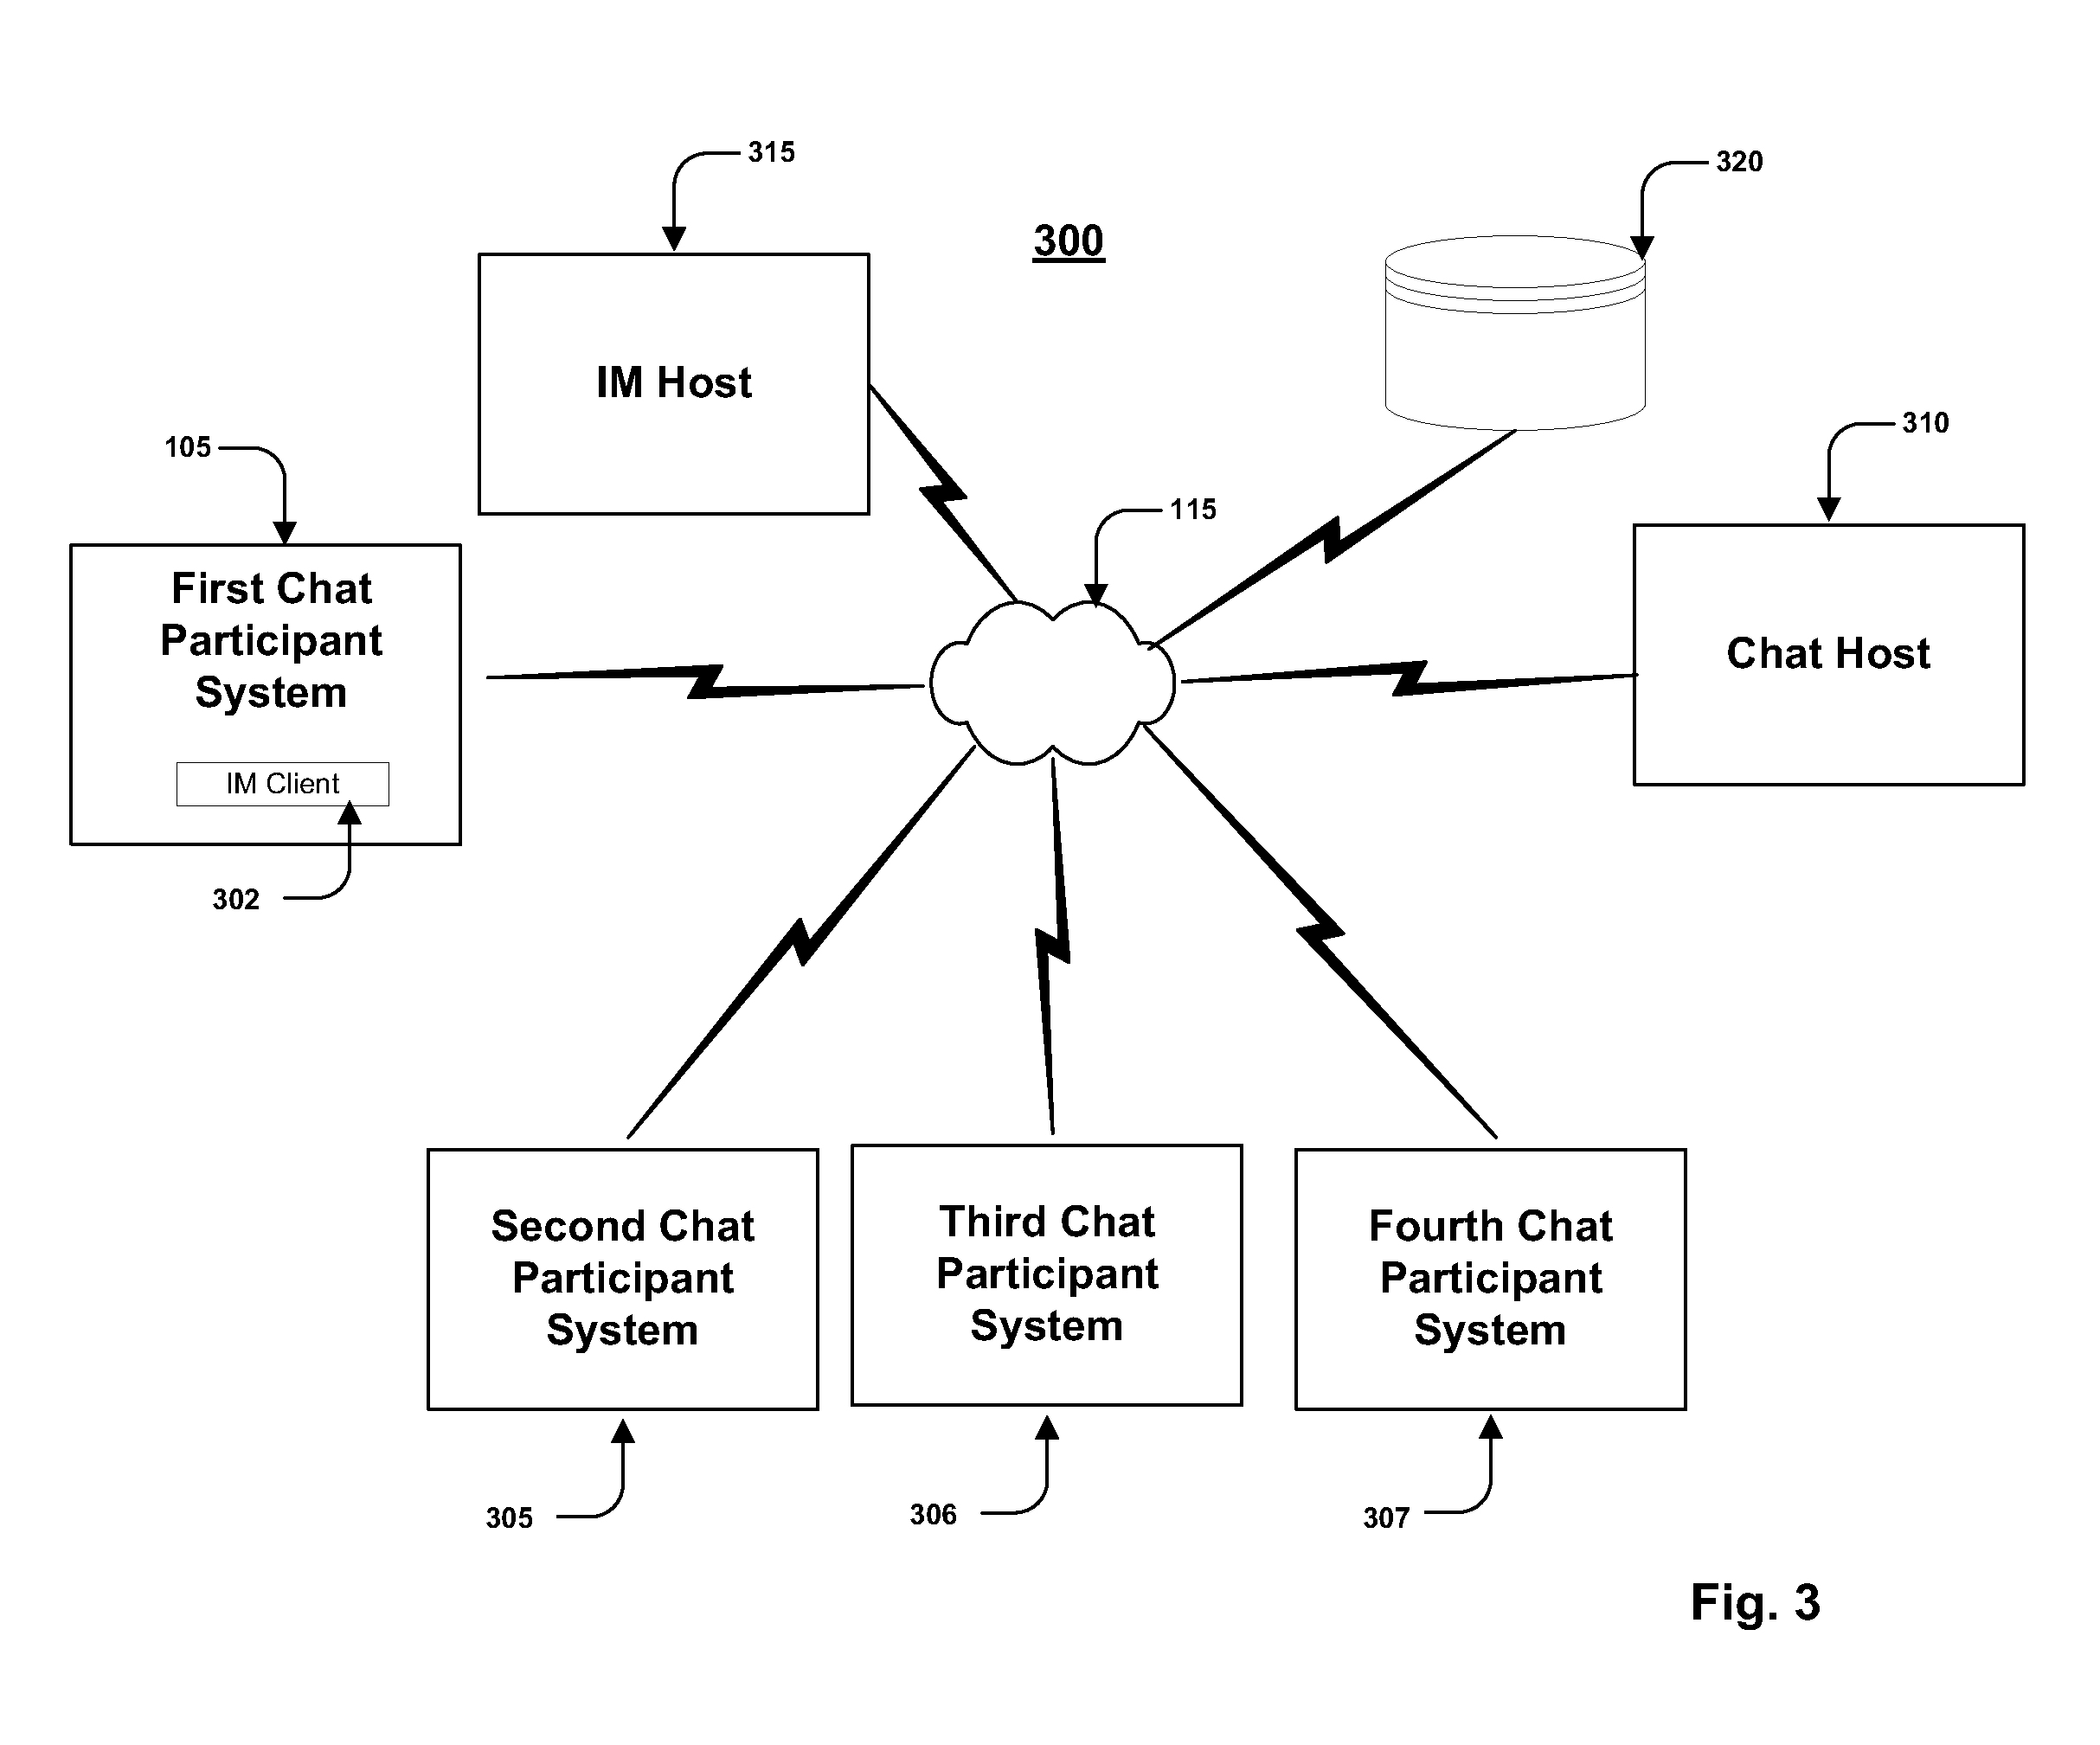 315
320
300
IM Host
310
105
115
First Chat
Participant
System
Chat Host
IM Client
302
Second Chat
Participant
System
Third Chat
Participant
System
Fourth Chat
Participant
System
305
306
307
Fig. 3